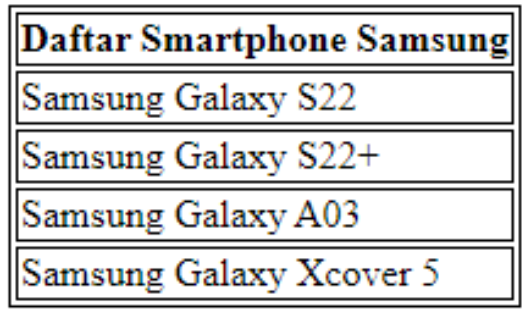 Daftar Smartphone Samsung
Samsung Galaxy S22
Samsung Galaxy S22+
Samsung Galaxy A03
Samsung Galaxy Xcover 5